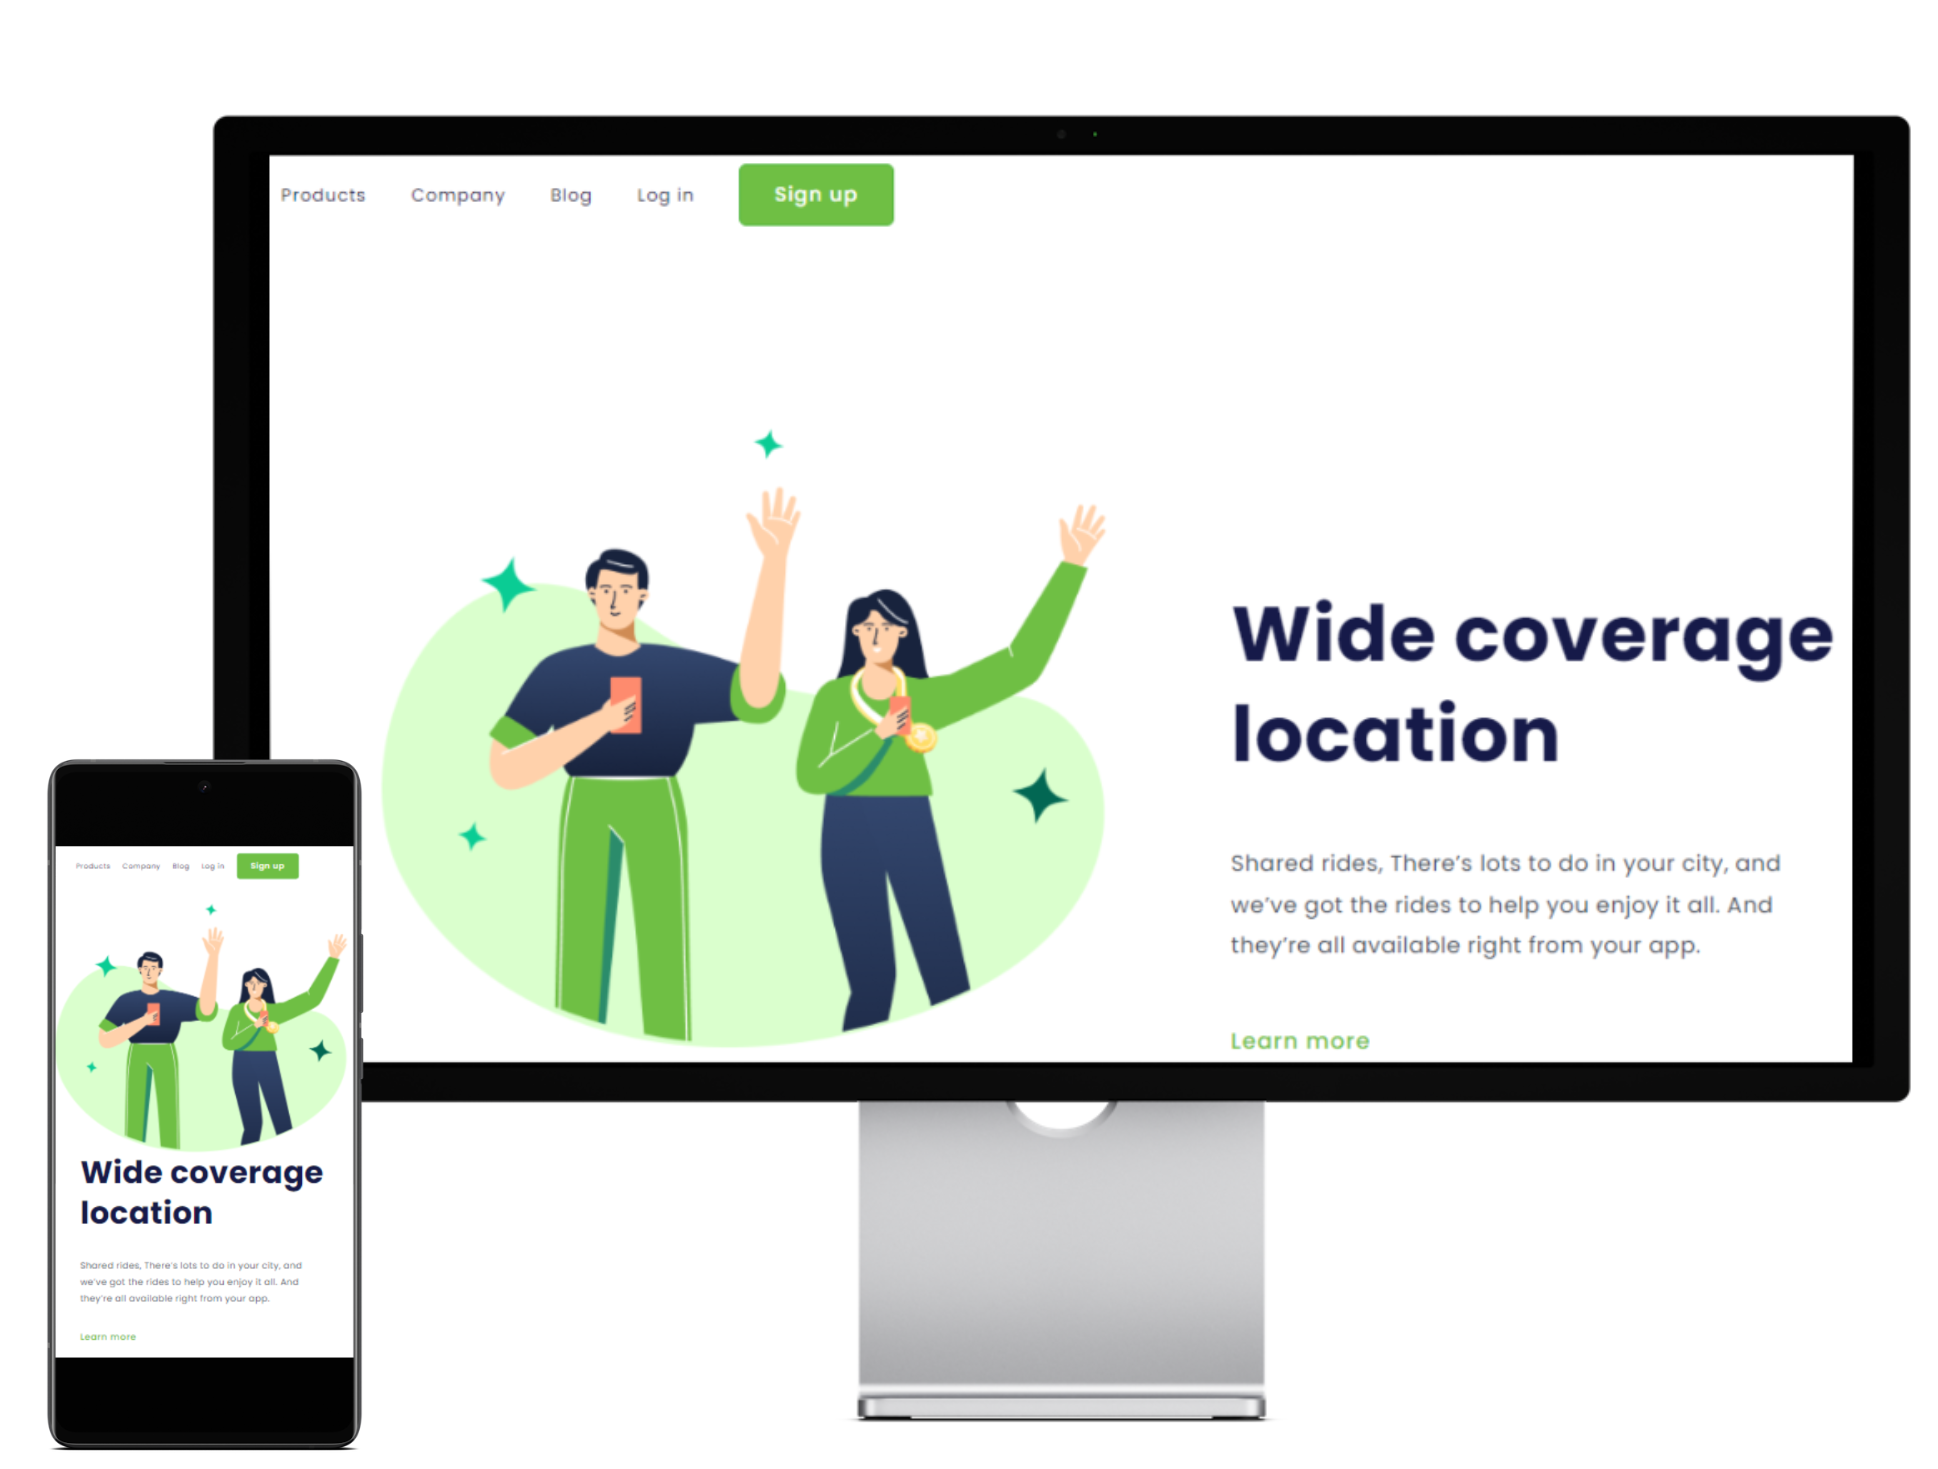 Products Company Blog Log in Sign up
Wide coverage
location
Shared rides, There's lots to do in your city, and
we've got the rides to help you enjoy it all. And
they're all available right from your app.
Learn more
Products Company Blog Log in Sign up
Wide coverage
location
Shared rides, There's lots to do in your city, and
we've got the rides to help you enjoy it all. And
they're all available right from your app.
Learn more